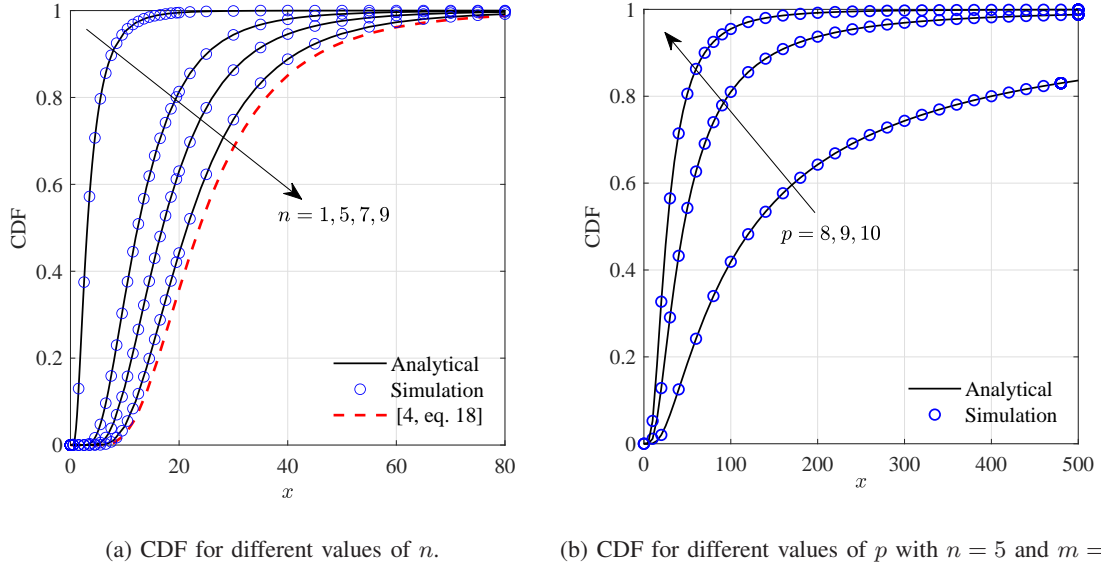 1
0.8
0.6
0.4
0.2
0
CDF
0
20
40
60
80
x
n = 1, 5, 7, 9
Analytical
Simulation
[4, eq. 18]
(a) CDF for different values of n.
1
0.8
0.6
0.4
0.2
0
CDF
0
100
200
300
400
500
x
p = 8, 9, 10
Analytical
Simulation
(b) CDF for different values of p with n = 5 and m =